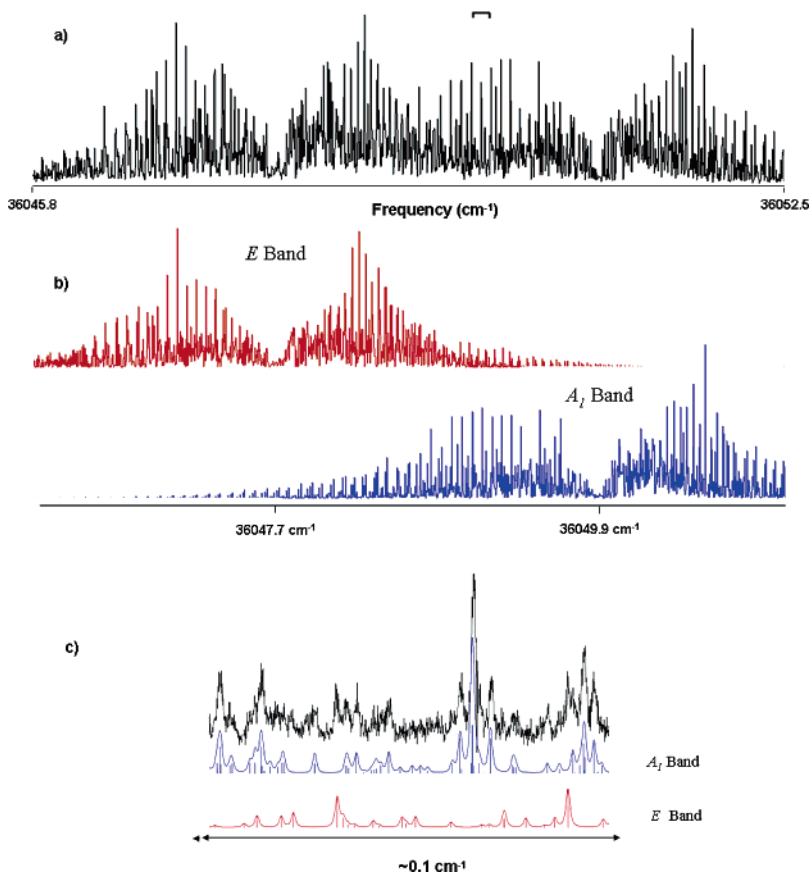 a)
36045.8
Frequency (cm-1)
36052.5
b)
E Band
A1 Band
36047.7 cm-1
36049.9 cm-1
c)
A1 Band
E Band
~0.1 cm-1